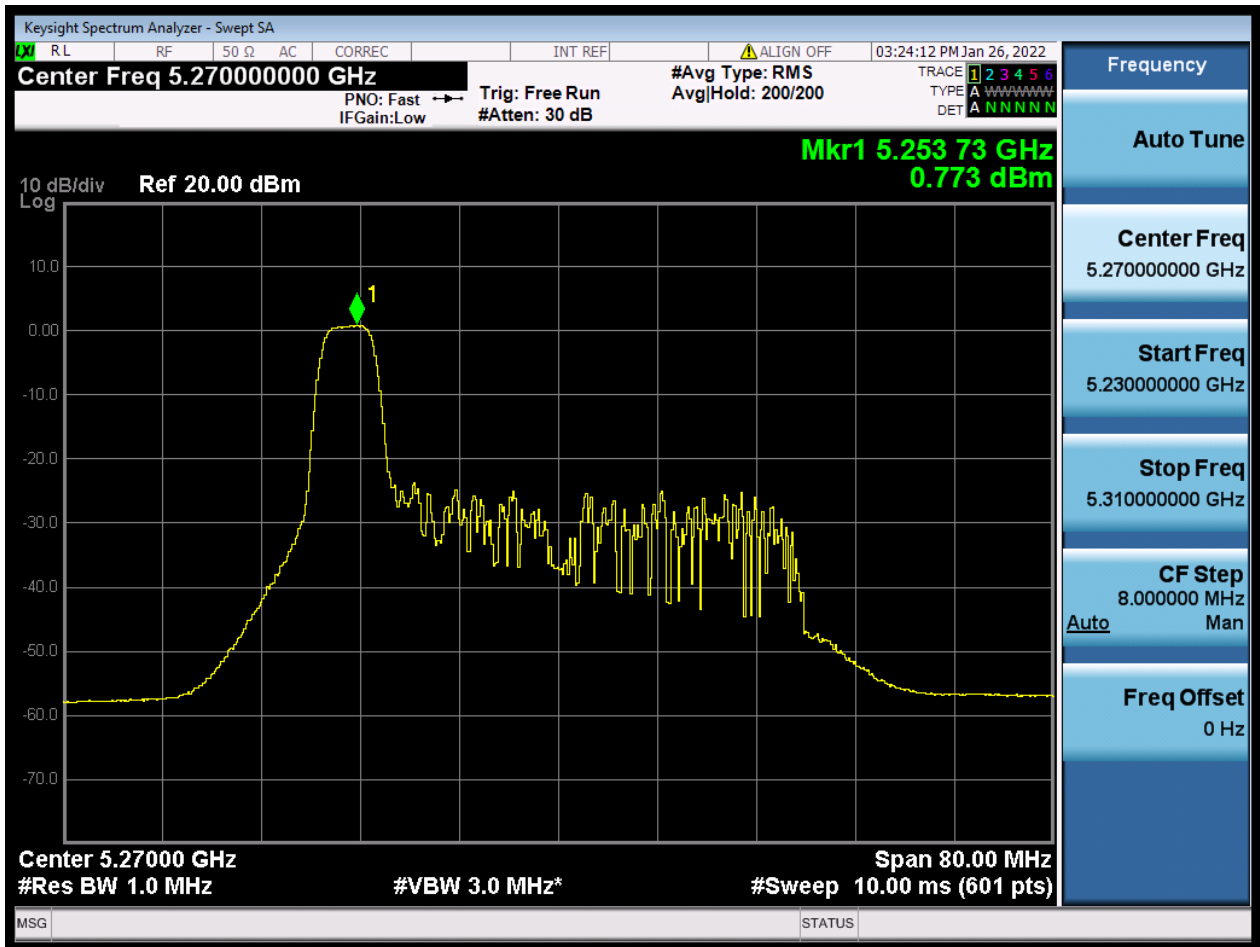 Keysight Spectrum Analyzer - Swept SA
LXI RL RF 50 Ω AC CORREC INT REF ALIGN OFF 03:24:12 PM Jan 26, 2022
Center Freq 5.270000000 GHz
PNO: Fast
IFGain:Low
Trig: Free Run
#Atten: 30 dB
#Avg Type: RMS
Avg|Hold: 200/200
TRACE 1 2 3 4 5 6
TYPE A WWWWW
DET A N N N N N
Mkr1 5.253 73 GHz
0.773 dBm
10 dB/div Ref 20.00 dBm
Log
10.0
0.00
-10.0
-20.0
-30.0
-40.0
-50.0
-60.0
-70.0
1
Center 5.27000 GHz Span 80.00 MHz
#Res BW 1.0 MHz #VBW 3.0 MHz* #Sweep 10.00 ms (601 pts)
MSG STATUS
Frequency
Auto Tune
Center Freq
5.270000000 GHz
Start Freq
5.230000000 GHz
Stop Freq
5.310000000 GHz
CF Step
8.000000 MHz
Auto Man
Freq Offset
0 Hz